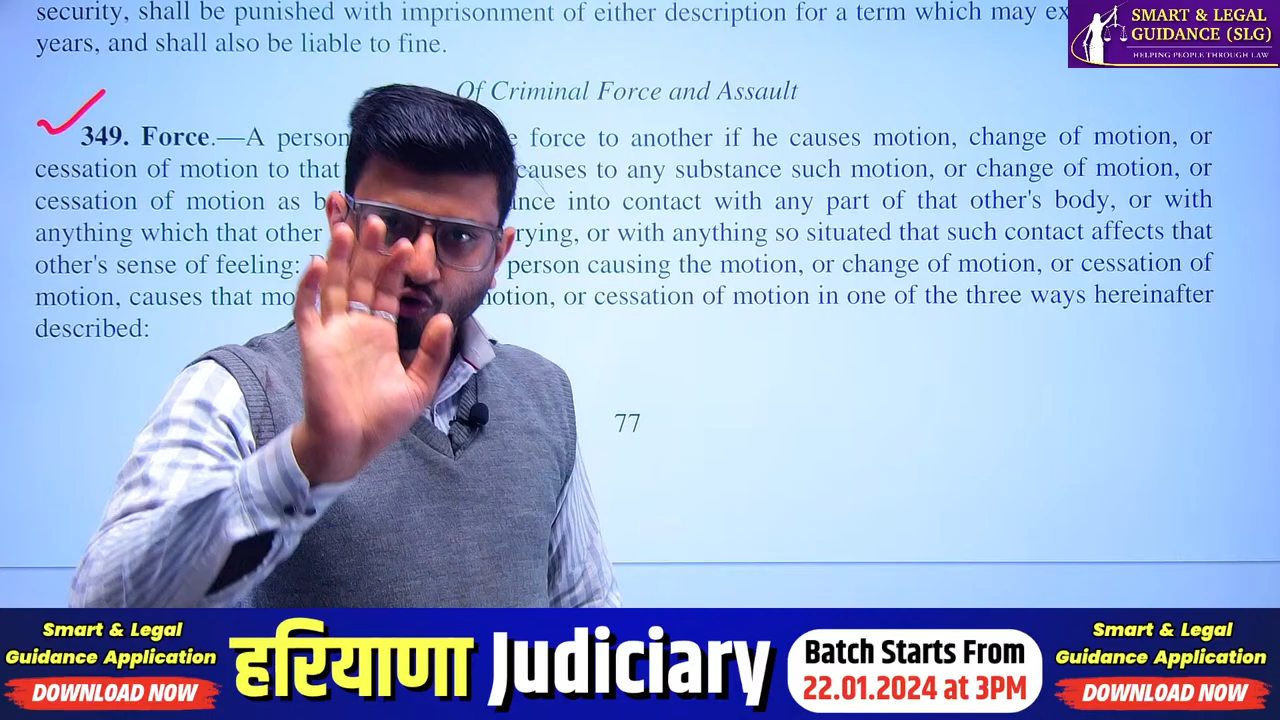 security, shall be punished with imprisonment of either description for a term which may
years, and shall also be liable to fine.
SMART & LEGAL
GUIDANCE (SLG)
HELPING PEOPLE THROUGH LAW
Of Criminal Force and Assault
349. Force.—A person force to another if he causes motion, change of motion, or
cessation of motion to that causes to any substance such motion, or change of motion, or
cessation of motion as into contact with any part of that other's body, or with
anything which that other or with anything so situated that such contact affects that
other's sense of feeling: person causing the motion, or change of motion, or cessation of
motion, causes that or cessation of motion in one of the three ways hereinafter
described:
77
Smart & Legal
Guidance Application
DOWNLOAD NOW
हरियाणा Judiciary
Batch Starts From
22.01.2024 at 3PM
Smart & Legal
Guidance Application
DOWNLOAD NOW